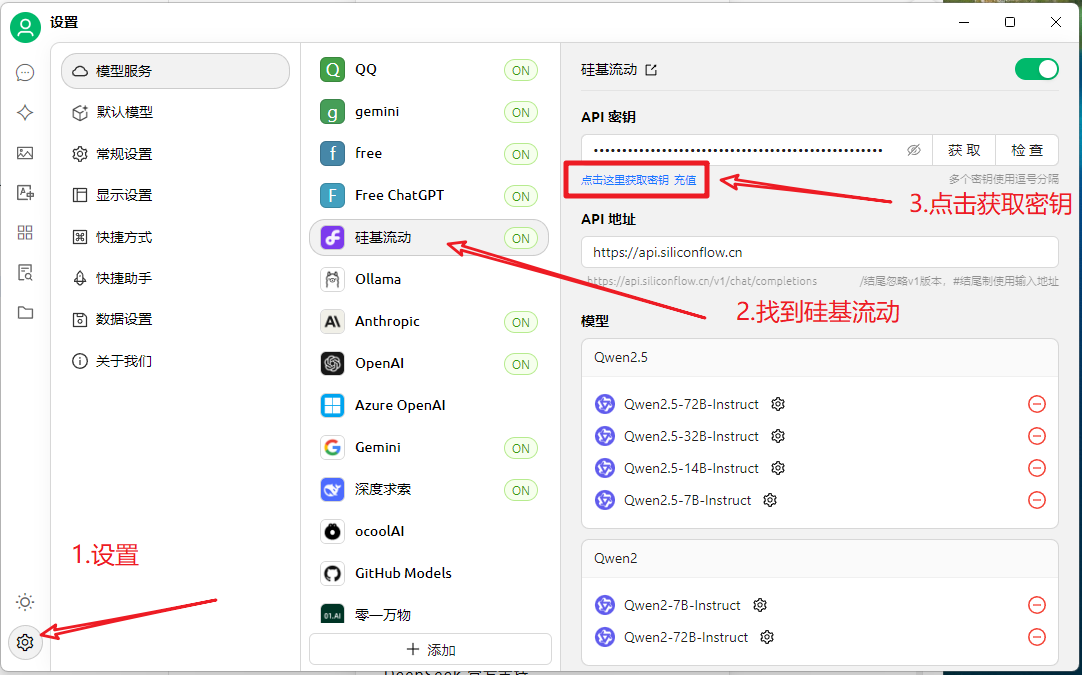 设置
模型服务
默认模型
常规设置
显示设置
快捷方式
快捷助手
数据设置
关于我们
1.设置
Q QQ ON
g gemini ON
f free ON
F Free ChatGPT ON
硅基流动 ON
Ollama
Anthropic ON
OpenAI ON
Azure OpenAI
Gemini ON
深度求索 ON
ocoolAI
GitHub Models
01.AI 零一万物
添加
硅基流动
API 密钥
••••••••••••••••••••••••••••••••••••••••••••••••••• 获 取 检 查
点击这里获取密钥 充值 多个密钥使用逗号分隔
3.点击获取密钥
API 地址
https://api.siliconflow.cn
https://api.siliconflow.cn/v1/chat/completions /结尾忽略v1版本，#结尾制使用输入地址
2.找到硅基流动
模型
Qwen2.5
Qwen2.5-72B-Instruct
Qwen2.5-32B-Instruct
Qwen2.5-14B-Instruct
Qwen2.5-7B-Instruct
Qwen2
Qwen2-7B-Instruct
Qwen2-72B-Instruct